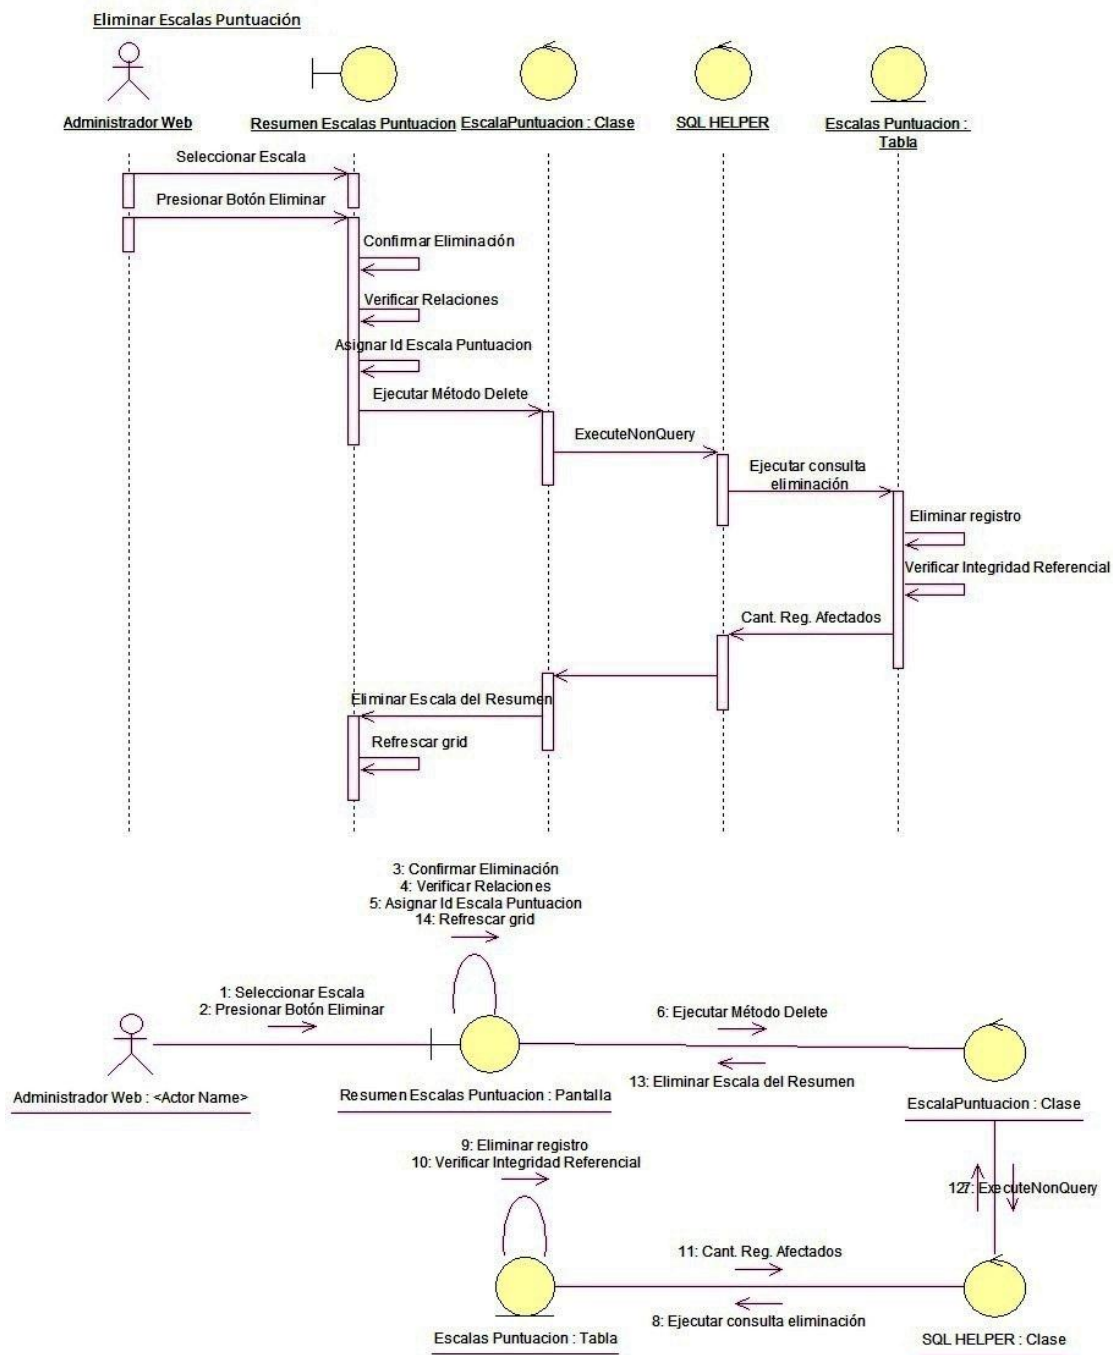 Eliminar Escalas Puntuación
Administrador Web
Resumen Escalas Puntuacion
EscalaPuntuacion : Clase
SQL HELPER
Escalas Puntuacion :
Tabla
Seleccionar Escala
Presionar Botón Eliminar
Confirmar Eliminación
Verificar Relaciones
Asignar Id Escala Puntuacion
Ejecutar Método Delete
ExecuteNonQuery
Ejecutar consulta
eliminación
Eliminar registro
Verificar Integridad Referencial
Cant. Reg. Afectados
Eliminar Escala del Resumen
Refrescar grid
3: Confirmar Eliminación
4: Verificar Relaciones
5: Asignar Id Escala Puntuacion
14: Refrescar grid
1: Seleccionar Escala
2: Presionar Botón Eliminar
6: Ejecutar Método Delete
13: Eliminar Escala del Resumen
Administrador Web : <Actor Name>
Resumen Escalas Puntuacion : Pantalla
EscalaPuntuacion : Clase
9: Eliminar registro
10: Verificar Integridad Referencial
12:
7: ExecuteNonQuery
11: Cant. Reg. Afectados
8: Ejecutar consulta eliminación
Escalas Puntuacion : Tabla
SQL HELPER : Clase